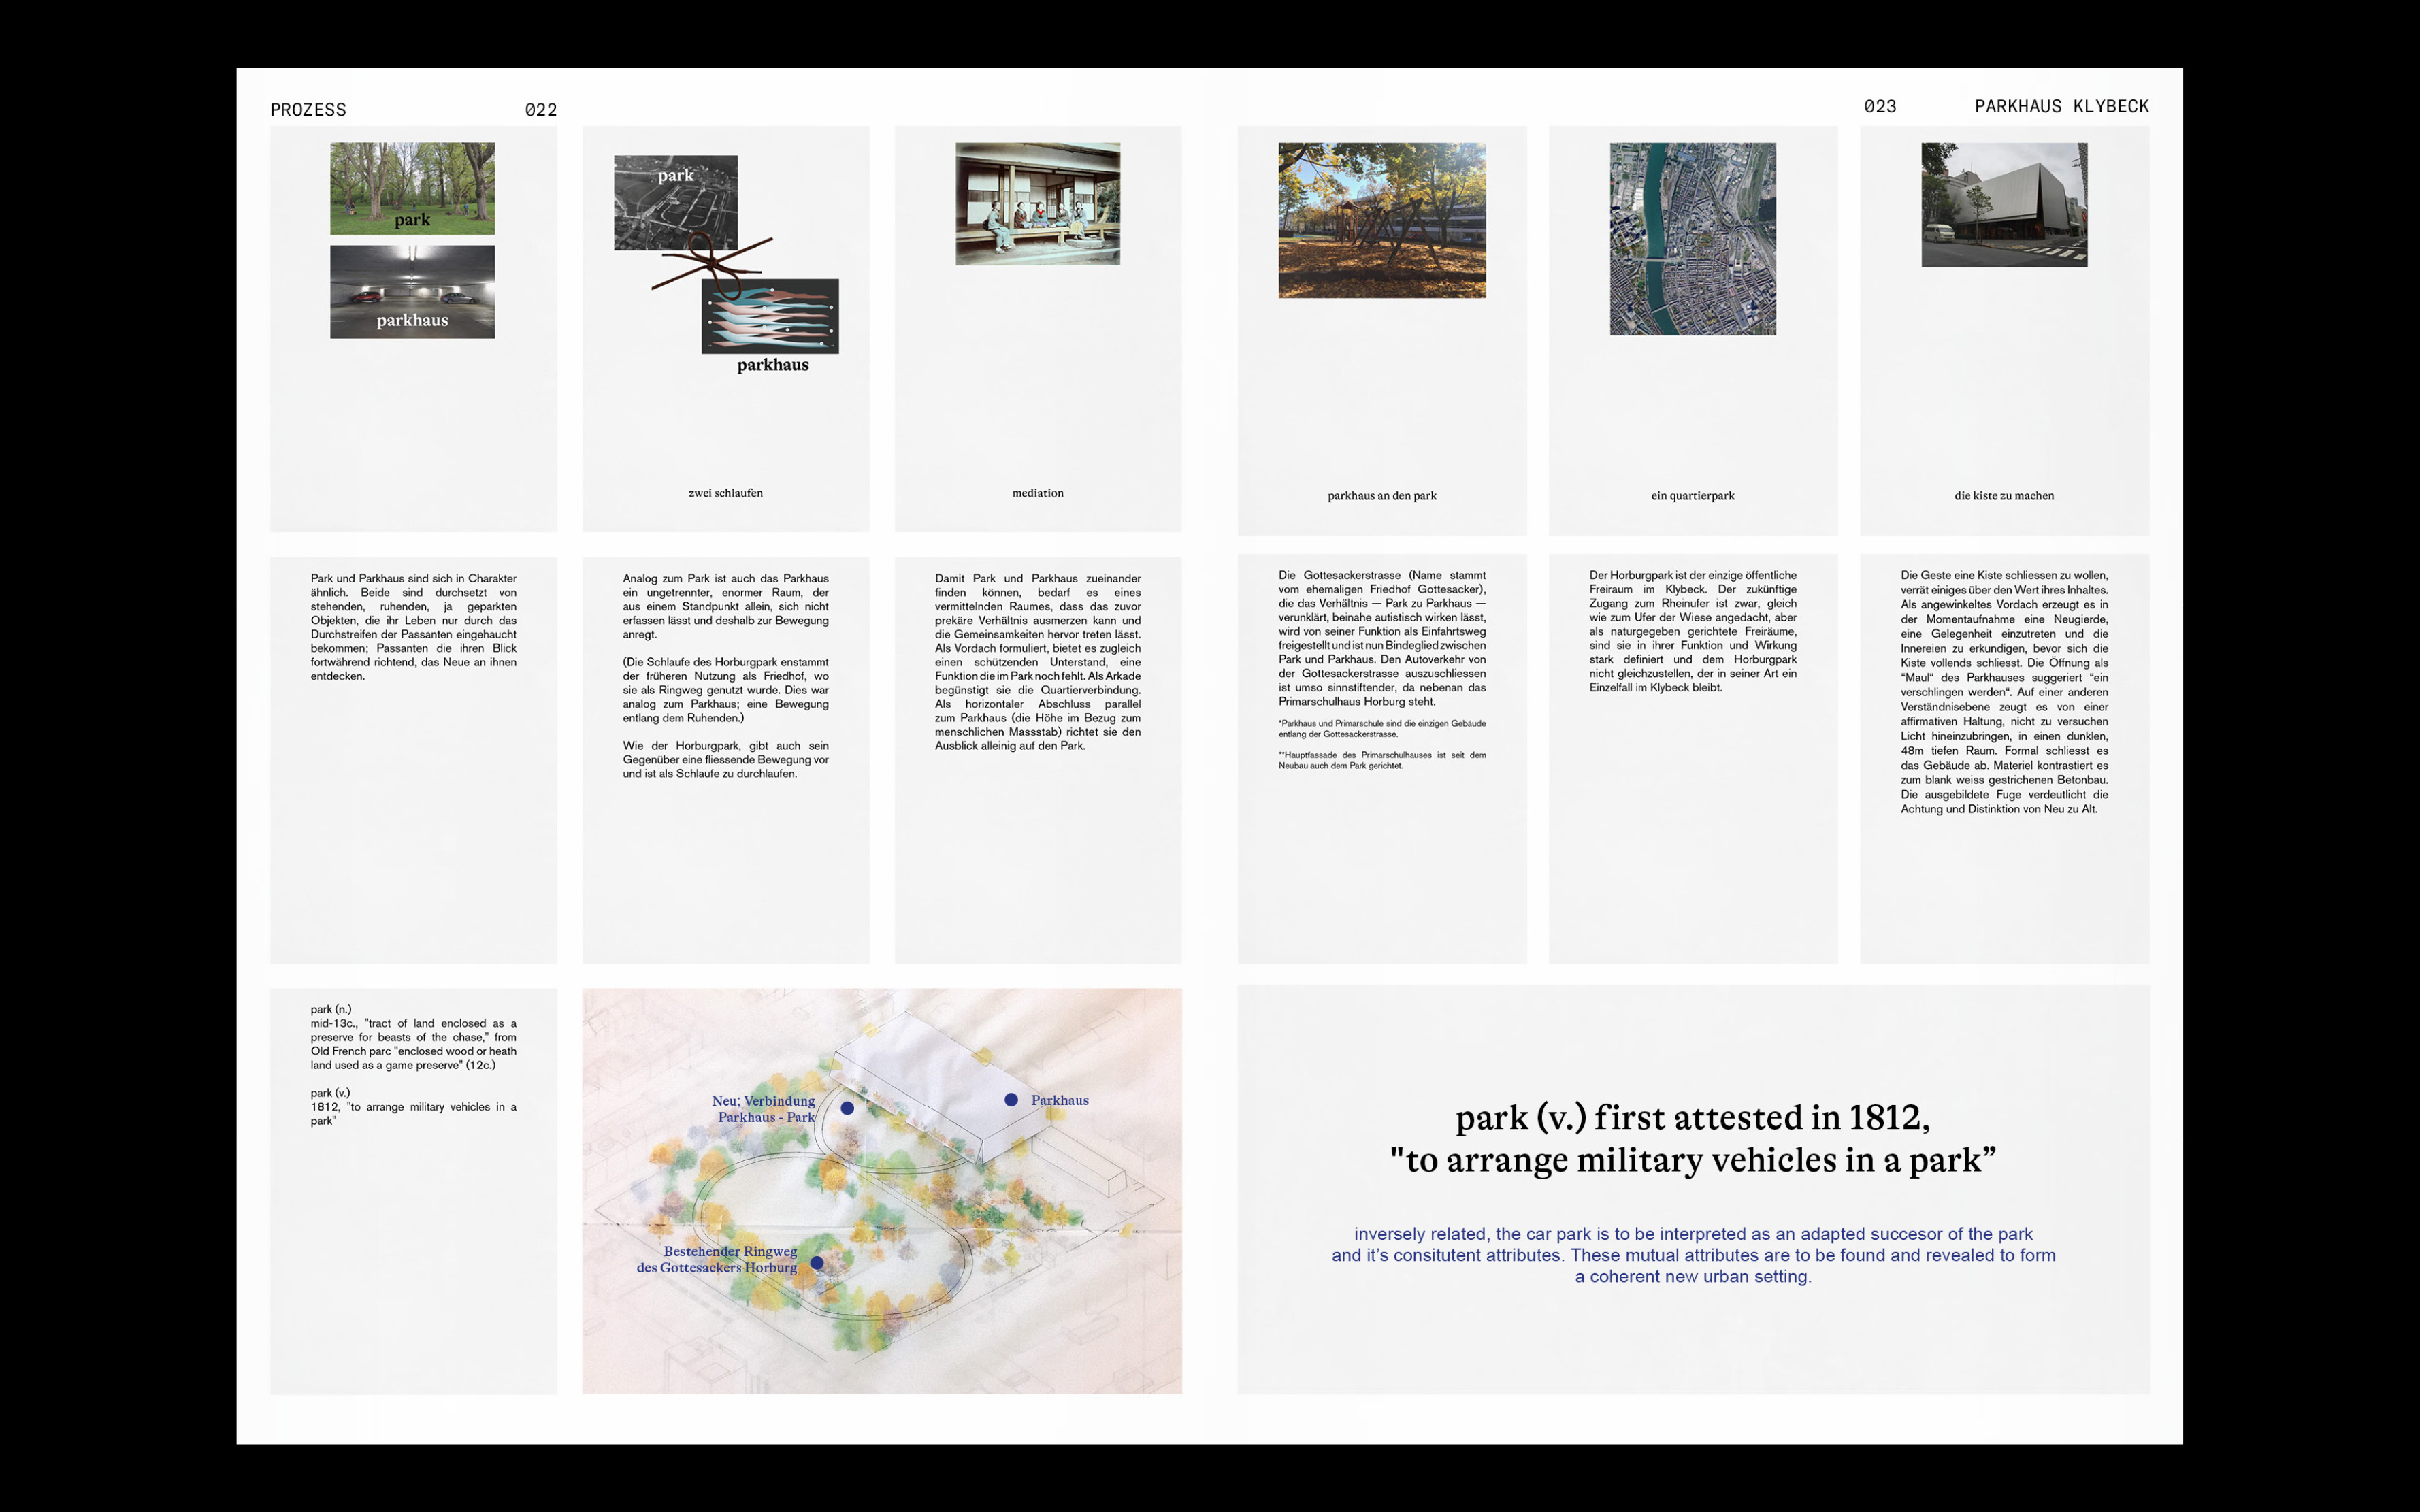 PROZESS 022
park
parkhaus
park
parkhaus
zwei schlaufen
mediation
Park und Parkhaus sind sich in Charakter
ähnlich. Beide sind durchsetzt von
stehenden, ruhenden, ja geparkten
Objekten, die ihr Leben nur durch das
Durchstreifen der Passanten eingehaucht
bekommen; Passanten die ihren Blick
fortwährend richtend, das Neue an ihnen
entdecken.
Analog zum Park ist auch das Parkhaus
ein ungetrennter, enormer Raum, der
aus einem Standpunkt allein, sich nicht
erfassen lässt und deshalb zur Bewegung
anregt.
(Die Schlaufe des Horburgpark enstammt
der früheren Nutzung als Friedhof, wo
sie als Ringweg genutzt wurde. Dies war
analog zum Parkhaus; eine Bewegung
entlang dem Ruhenden.)
Wie der Horburgpark, gibt auch sein
Gegenüber eine fliessende Bewegung vor
und ist als Schlaufe zu durchlaufen.
Damit Park und Parkhaus zueinander
finden können, bedarf es eines
vermittelnden Raumes, dass das zuvor
prekäre Verhältnis ausmerzen kann und
die Gemeinsamkeiten hervor treten lässt.
Als Vordach formuliert, bietet es zugleich
einen schützenden Unterstand, eine
Funktion die im Park noch fehlt. Als Arkade
begünstigt sie die Quartierverbindung.
Als horizontaler Abschluss parallel
zum Parkhaus (die Höhe im Bezug zum
menschlichen Massstab) richtet sie den
Ausblick alleinig auf den Park.
park (n.)
mid-13c., "tract of land enclosed as a
preserve for beasts of the chase," from
Old French parc "enclosed wood or heath
land used as a game preserve" (12c.)
park (v.)
1812, "to arrange military vehicles in a
park"
Neu: Verbindung
Parkhaus - Park
Parkhaus
Bestehender Ringweg
des Gottesackers Horburg
023 PARKHAUS KLYBECK
parkhaus an den park
ein quartierpark
die kiste zu machen
Die Gottesackerstrasse (Name stammt
vom ehemaligen Friedhof Gottesacker),
die das Verhältnis — Park zu Parkhaus —
verunklärt, beinahe autistisch wirken lässt,
wird von seiner Funktion als Einfahrtsweg
freigestellt und ist nun Bindeglied zwischen
Park und Parkhaus. Den Autoverkehr von
der Gottesackerstrasse auszuschliessen
ist umso sinnstiftender, da nebenan das
Primarschulhaus Horburg steht.
*Parkhaus und Primarschule sind die einzigen Gebäude
entlang der Gottesackerstrasse.
**Hauptfassade des Primarschulhauses ist seit dem
Neubau auch dem Park gerichtet.
Der Horburgpark ist der einzige öffentliche
Freiraum im Klybeck. Der zukünftige
Zugang zum Rheinufer ist zwar, gleich
wie zum Ufer der Wiese angedacht, aber
als naturgegeben gerichtete Freiräume,
sind sie in ihrer Funktion und Wirkung
stark definiert und dem Horburgpark
nicht gleichzustellen, der in seiner Art ein
Einzelfall im Klybeck bleibt.
Die Geste eine Kiste schliessen zu wollen,
verrät einiges über den Wert ihres Inhaltes.
Als angewinkeltes Vordach erzeugt es in
der Momentaufnahme eine Neugierde,
eine Gelegenheit einzutreten und die
Innereien zu erkundigen, bevor sich die
Kiste vollends schliesst. Die Öffnung als
“Maul“ des Parkhauses suggeriert “ein
verschlingen werden“. Auf einer anderen
Verständnisebene zeugt es von einer
affirmativen Haltung, nicht zu versuchen
Licht hineinzubringen, in einen dunklen,
48m tiefen Raum. Formal schliesst es
das Gebäude ab. Materiel kontrastiert es
zum blank weiss gestrichenen Betonbau.
Die ausgebildete Fuge verdeutlicht die
Achtung und Distinktion von Neu zu Alt.
park (v.) first attested in 1812,
"to arrange military vehicles in a park”
inversely related, the car park is to be interpreted as an adapted succesor of the park
and it’s consitutent attributes. These mutual attributes are to be found and revealed to form
a coherent new urban setting.